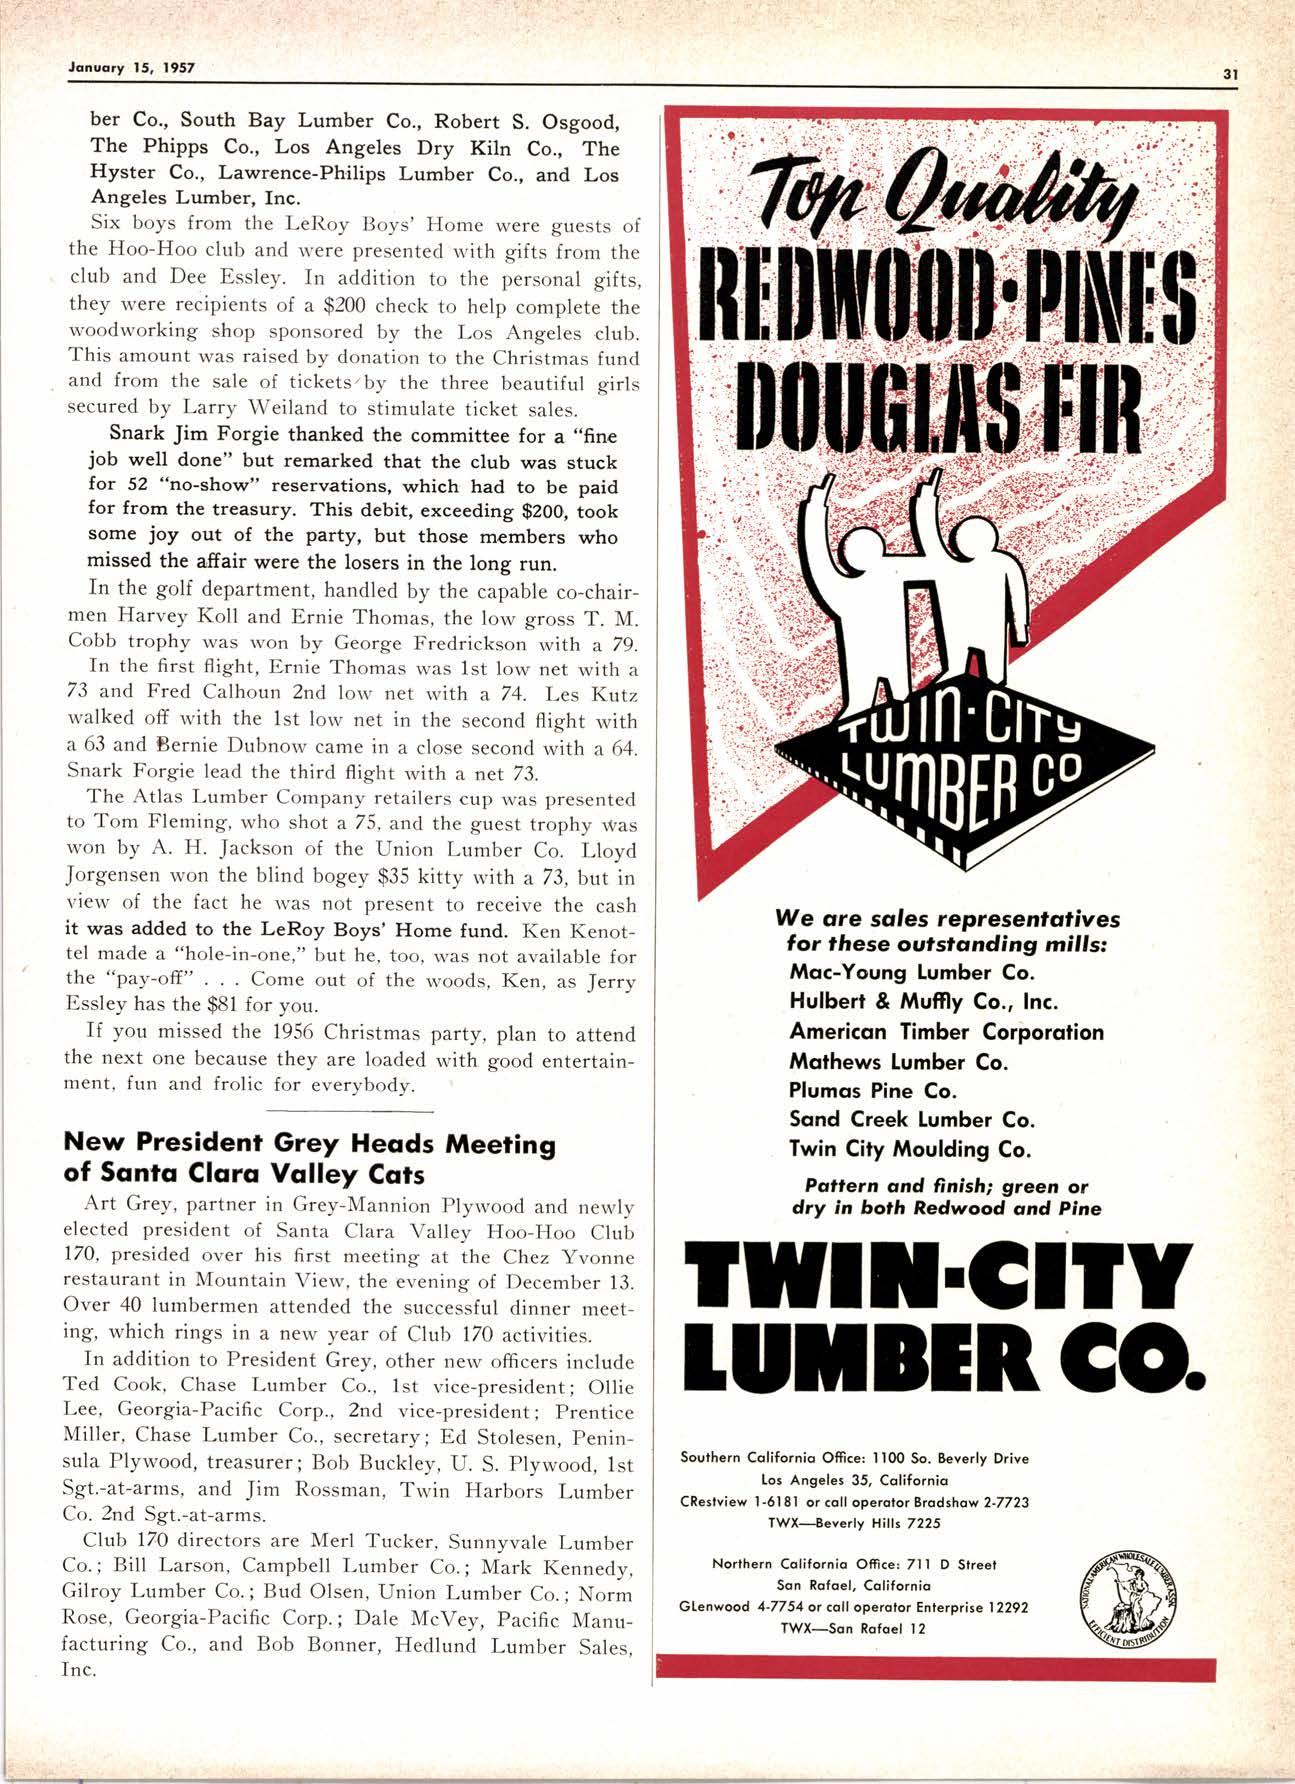 January 15, 1957
31
ber Co., South Bay Lumber Co., Robert S. Osgood,
The Phipps Co., Los Angeles Dry Kiln Co., The
Hyster Co., Lawrence-Philips Lumber Co., and Los
Angeles Lumber, Inc.
Six boys from the LeRoy Boys' Home were guests of
the Hoo-Hoo club and were presented with gifts from the
club and Dee Essley. In addition to the personal gifts,
they were recipients of a $200 check to help complete the
woodworking shop sponsored by the Los Angeles club.
This amount was raised by donation to the Christmas fund
and from the sale of tickets by the three beautiful girls
secured by Larry Weiland to stimulate ticket sales.
Snark Jim Forgie thanked the committee for a "fine
job well done" but remarked that the club was stuck
for 52 "no-show" reservations, which had to be paid
for from the treasury. This debit, exceeding $200, took
some joy out of the party, but those members who
missed the affair were the losers in the long run.
In the golf department, handled by the capable co-chair-
men Harvey Koll and Ernie Thomas, the low gross T. M.
Cobb trophy was won by George Fredrickson with a 79.
In the first flight, Ernie Thomas was 1st low net with a
73 and Fred Calhoun 2nd low net with a 74. Les Kutz
walked off with the 1st low net in the second flight with
a 63 and Bernie Dubnow came in a close second with a 64.
Snark Forgie lead the third flight with a net 73.
The Atlas Lumber Company retailers cup was presented
to Tom Fleming, who shot a 75, and the guest trophy was
won by A. H. Jackson of the Union Lumber Co. Lloyd
Jorgensen won the blind bogey $35 kitty with a 73, but in
view of the fact he was not present to receive the cash
it was added to the LeRoy Boys' Home fund. Ken Kenot-
tel made a "hole-in-one," but he, too, was not available for
the "pay-off" . . . Come out of the woods, Ken, as Jerry
Essley has the $81 for you.
If you missed the 1956 Christmas party, plan to attend
the next one because they are loaded with good entertain-
ment, fun and frolic for everybody.
New President Grey Heads Meeting
of Santa Clara Valley Cats
Art Grey, partner in Grey-Mannion Plywood and newly
elected president of Santa Clara Valley Hoo-Hoo Club
170, presided over his first meeting at the Chez Yvonne
restaurant in Mountain View, the evening of December 13.
Over 40 lumbermen attended the successful dinner meet-
ing, which rings in a new year of Club 170 activities.
In addition to President Grey, other new officers include
Ted Cook, Chase Lumber Co., 1st vice-president; Ollie
Lee, Georgia-Pacific Corp., 2nd vice-president; Prentice
Miller, Chase Lumber Co., secretary; Ed Stolesen, Penin-
sula Plywood, treasurer; Bob Buckley, U. S. Plywood, 1st
Sgt.-at-arms, and Jim Rossman, Twin Harbors Lumber
Co. 2nd Sgt.-at-arms.
Club 170 directors are Merl Tucker, Sunnyvale Lumber
Co.; Bill Larson, Campbell Lumber Co.; Mark Kennedy,
Gilroy Lumber Co.; Bud Olsen, Union Lumber Co.; Norm
Rose, Georgia-Pacific Corp.; Dale McVey, Pacific Manu-
facturing Co., and Bob Bonner, Hedlund Lumber Sales,
Inc.
Top Quality
REDWOOD·PINES
DOUGLAS FIR
TWIN-CITY
LUMBER CO
We are sales representatives
for these outstanding mills:
Mac-Young Lumber Co.
Hulbert & Muffly Co., Inc.
American Timber Corporation
Mathews Lumber Co.
Plumas Pine Co.
Sand Creek Lumber Co.
Twin City Moulding Co.
Pattern and finish; green or
dry in both Redwood and Pine
TWIN-CITY
LUMBER CO.
Southern California Office: 1100 So. Beverly Drive
Los Angeles 35, California
CRestview 1-6181 or call operator Bradshaw 2-7723
TWX—Beverly Hills 7225
Northern California Office: 711 D Street
San Rafael, California
GLenwood 4-7754 or call operator Enterprise 12292
TWX—San Rafael 12
NATIONAL AMERICAN WHOLESALE LUMBER ASSN.
EFFICIENT DISTRIBUTION